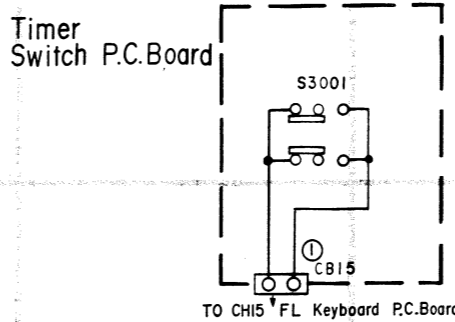 Timer
Switch P.C.Board
S3001
1
CB15
TO CH15 FL Keyboard P.C.Board